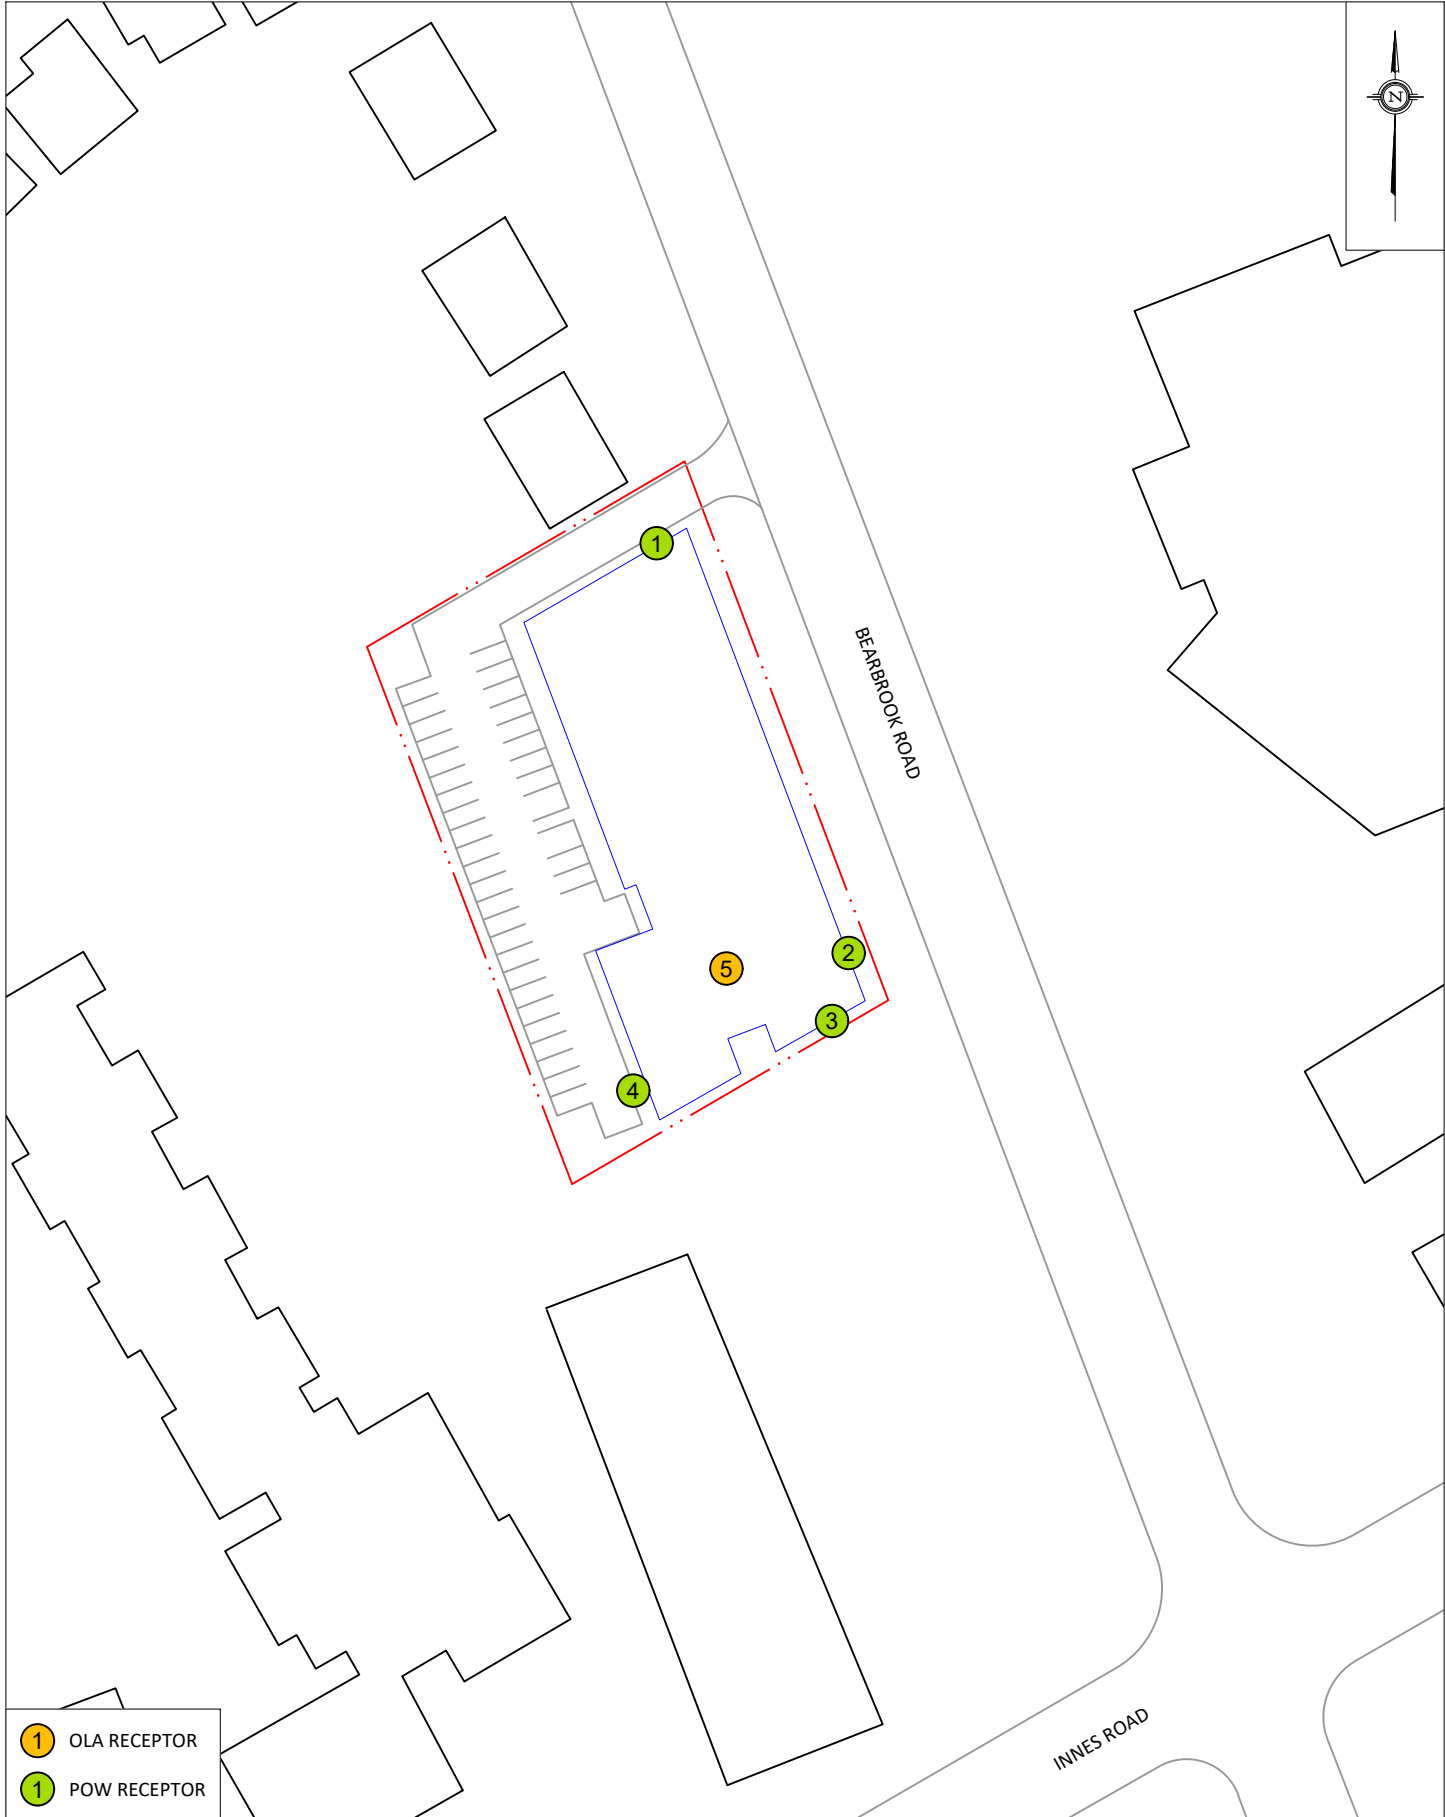 N
1
BEARBROOK ROAD
2
5
3
4
INNES ROAD
1 OLA RECEPTOR
1 POW RECEPTOR